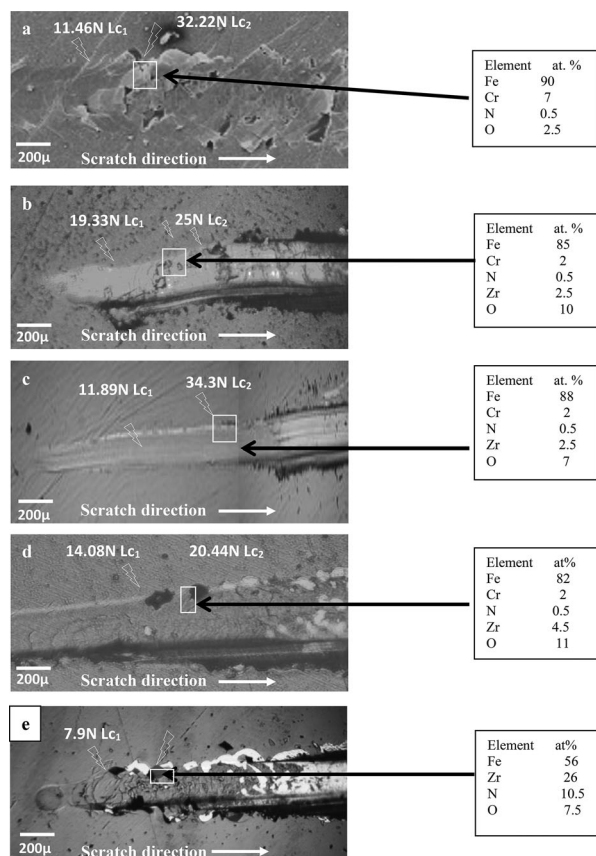 a
11.46N Lc₁
32.22N Lc₂
200µ
Scratch direction
Element at. %
Fe 90
Cr 7
N 0.5
O 2.5
b
19.33N Lc₁
25N Lc₂
200µ
Scratch direction
Element at. %
Fe 85
Cr 2
N 0.5
Zr 2.5
O 10
c
11.89N Lc₁
34.3N Lc₂
200µ
Scratch direction
Element at. %
Fe 88
Cr 2
N 0.5
Zr 2.5
O 7
d
14.08N Lc₁
20.44N Lc₂
200µ
Scratch direction
Element at%
Fe 82
Cr 2
N 0.5
Zr 4.5
O 11
e
7.9N Lc₁
200µ
Scratch direction
Element at%
Fe 56
Zr 26
N 10.5
O 7.5